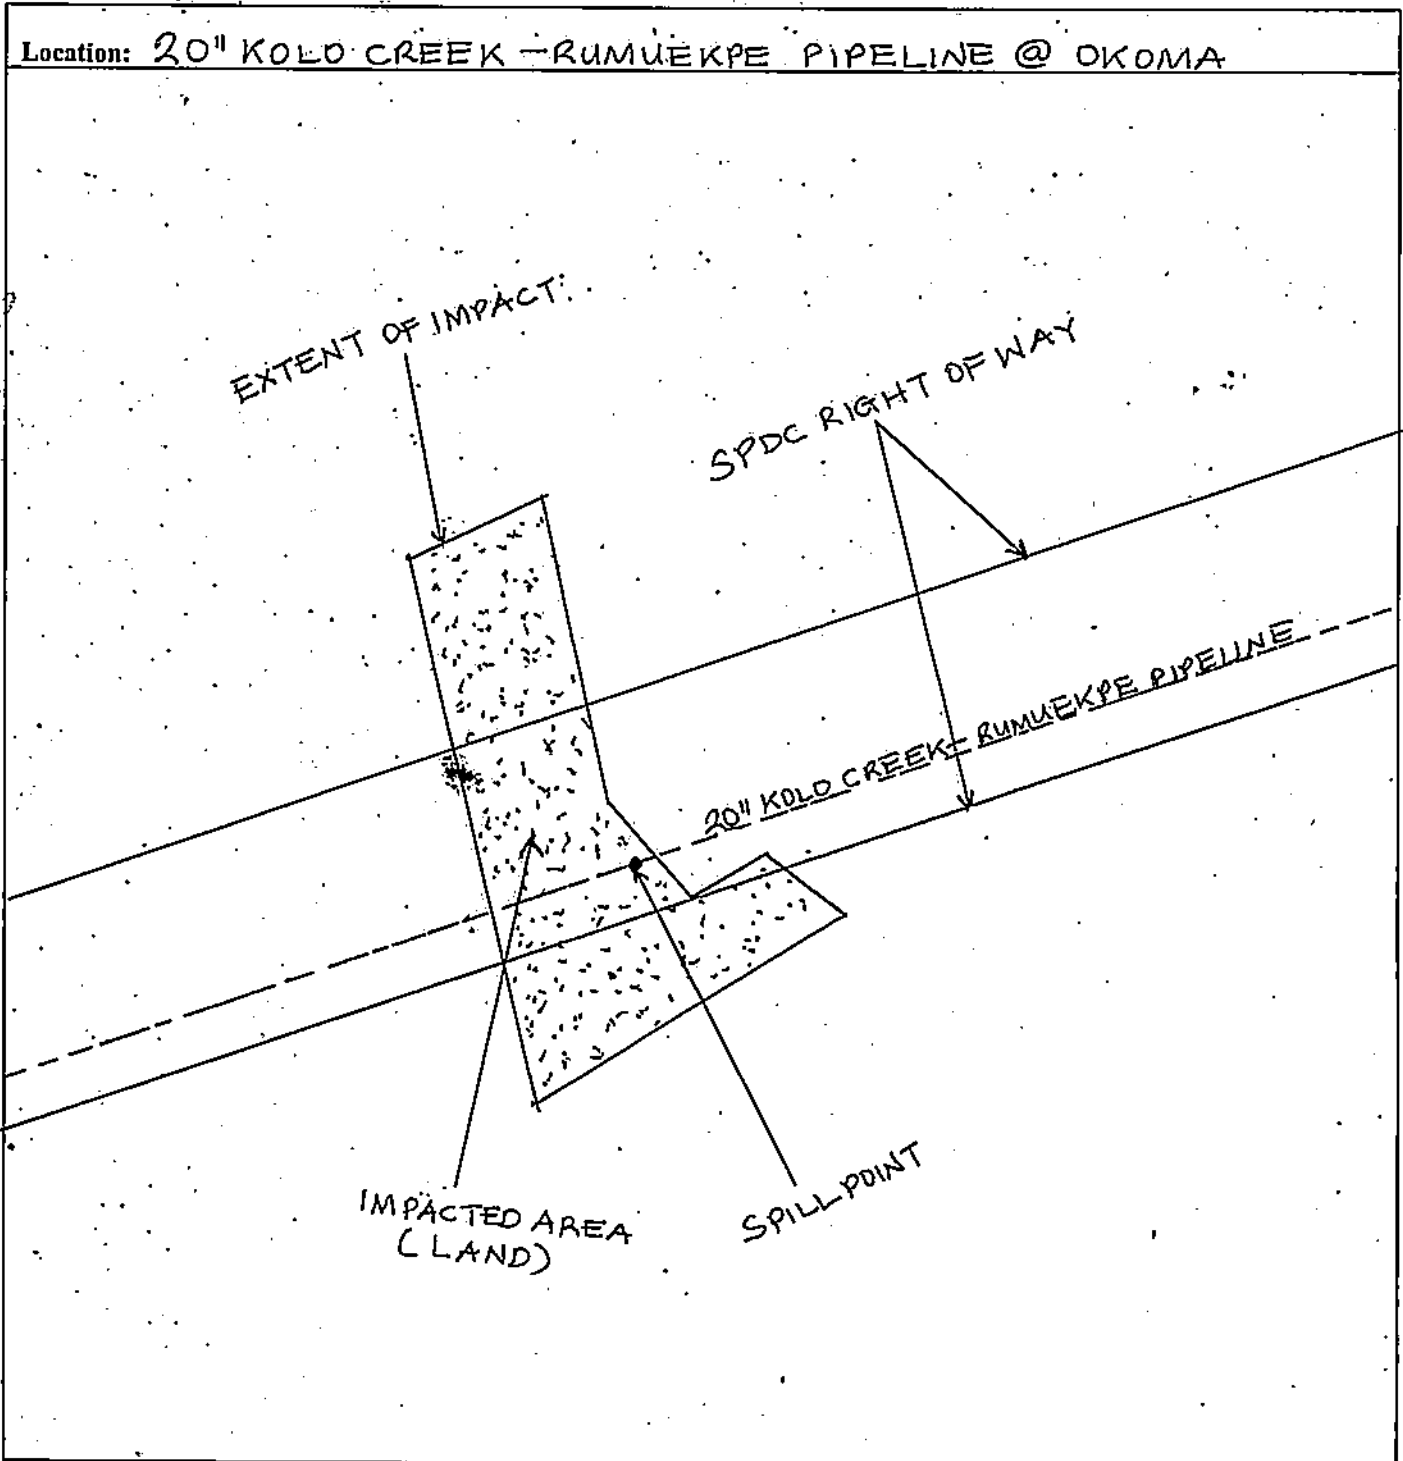 Location: 20" KOLO CREEK - RUMUEKPE PIPELINE @ OKOMA
EXTENT OF IMPACT:
SPDC RIGHT OF WAY
20" KOLO CREEK - RUMUEKPE PIPELINE
IMPACTED AREA
(LAND)
SPILL POINT